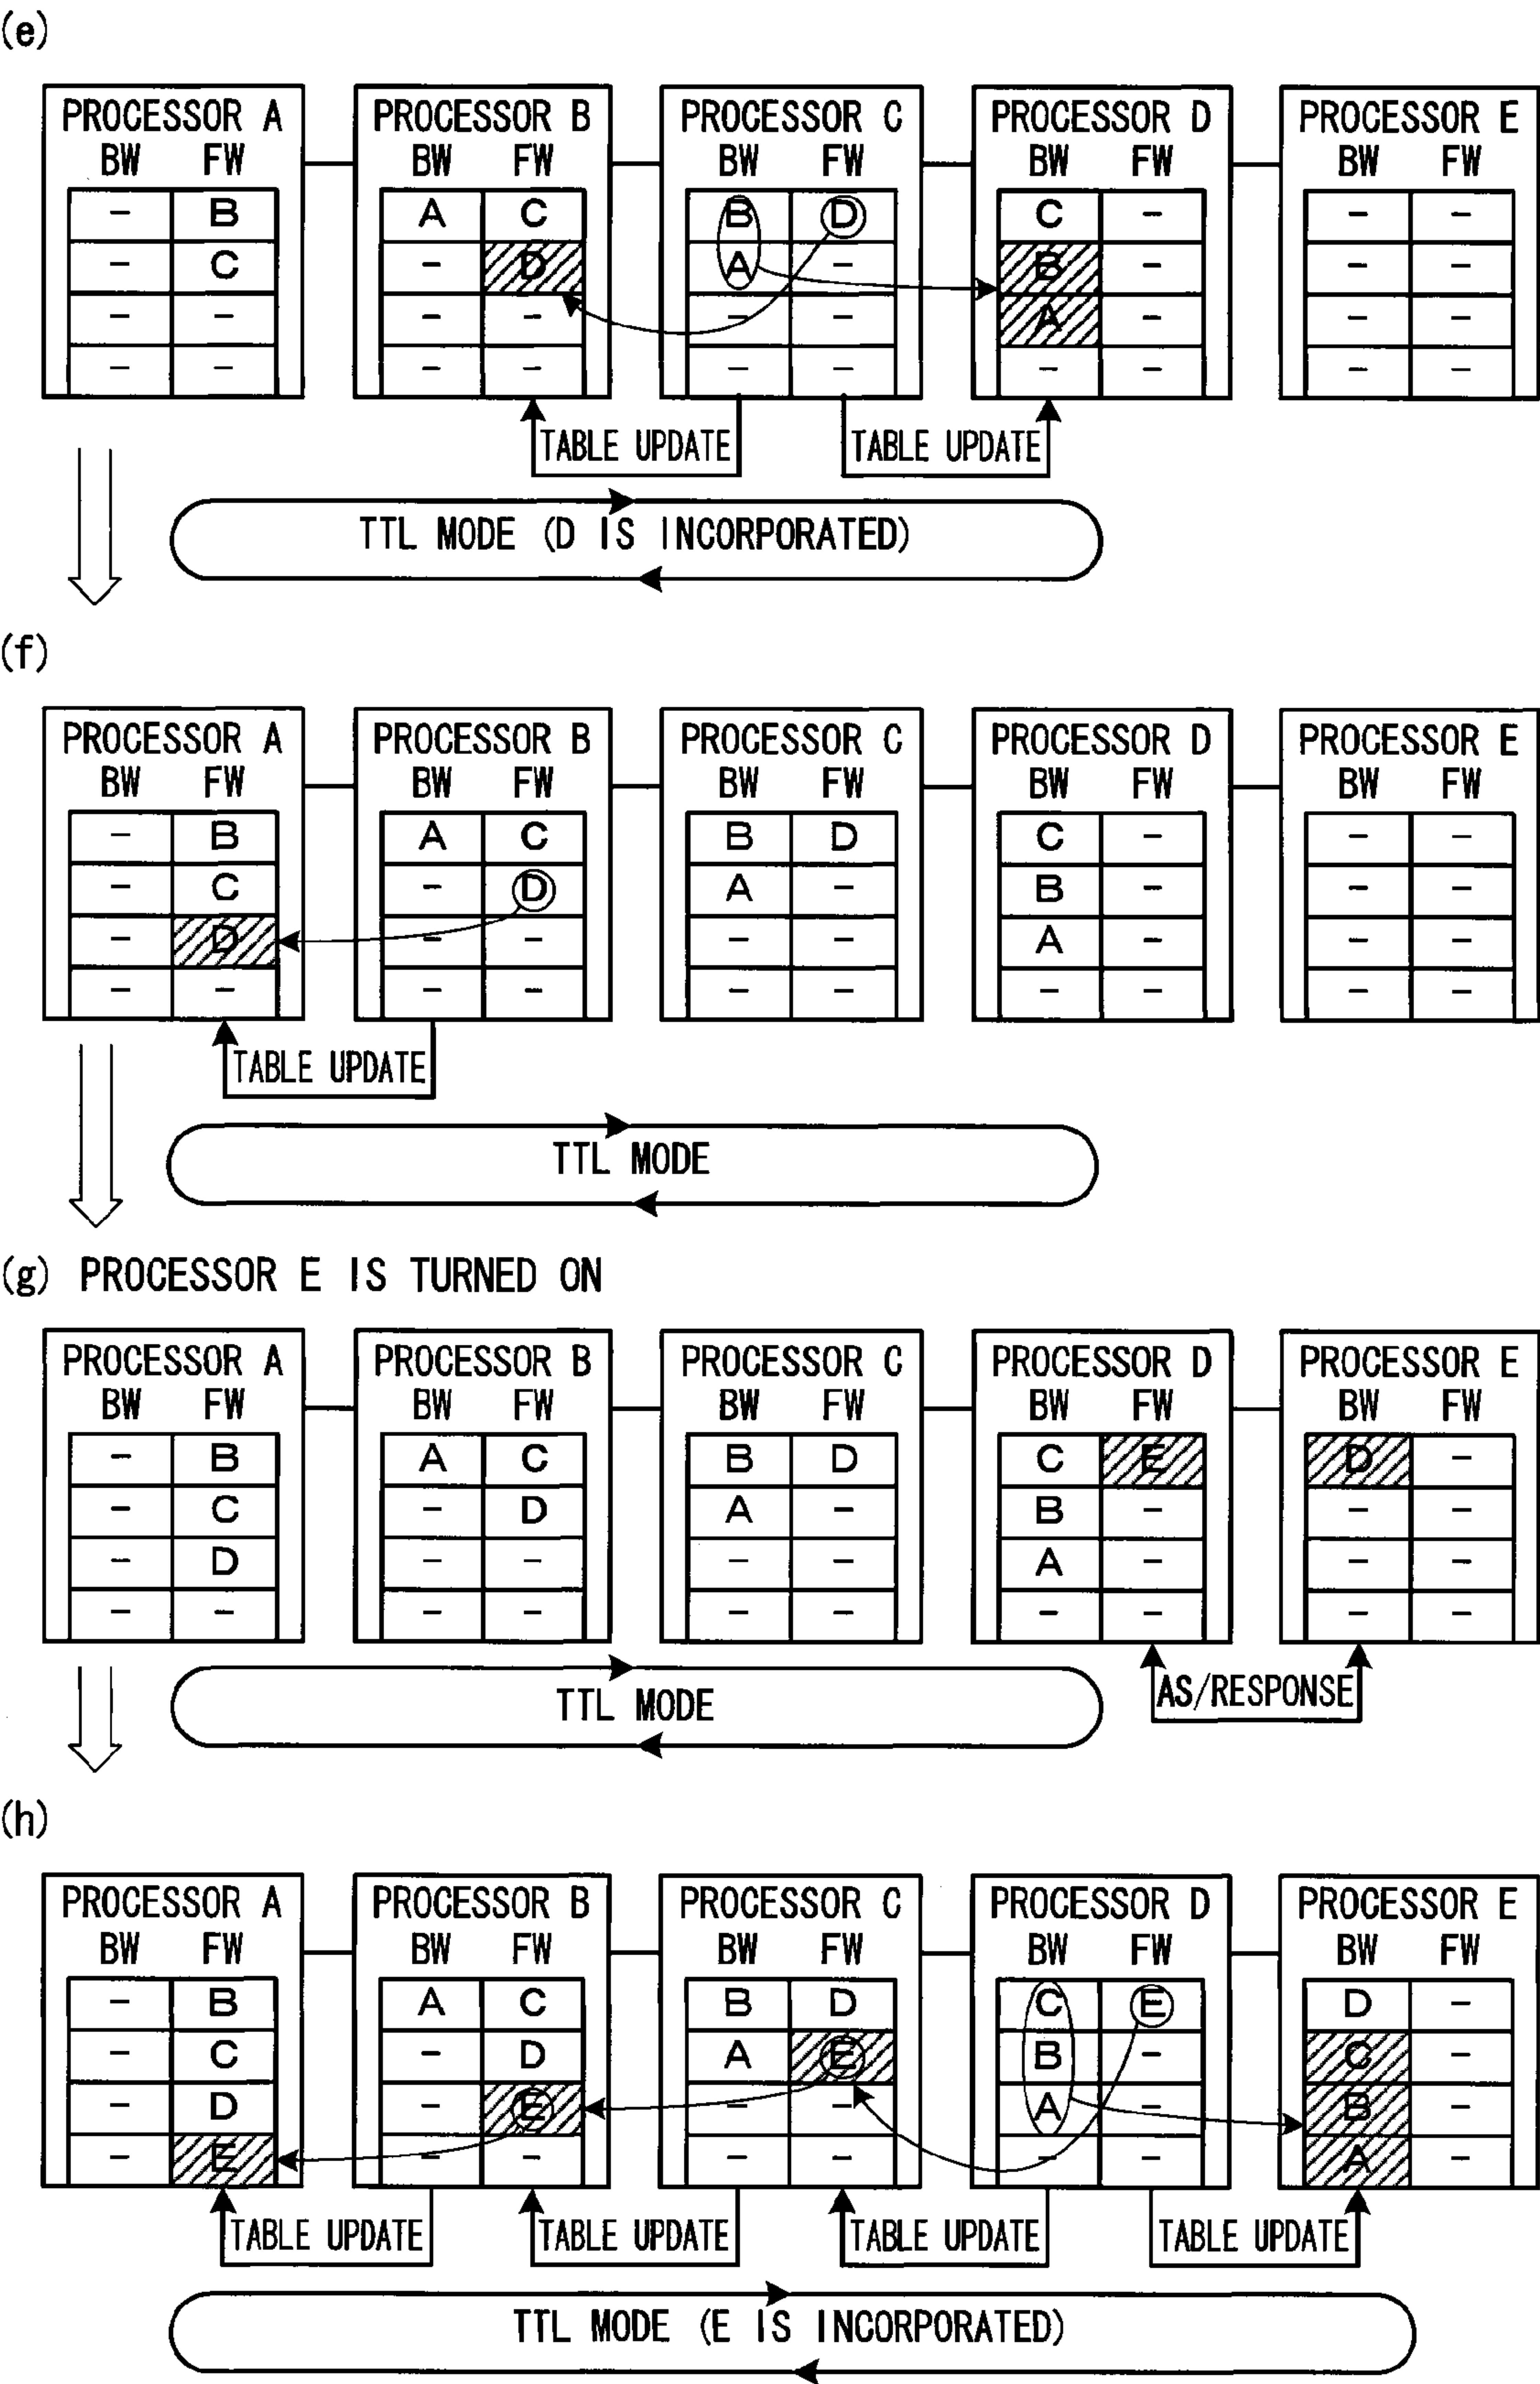 (e)
PROCESSOR A PROCESSOR B PROCESSOR C PROCESSOR D PROCESSOR E
BW FW BW FW BW FW BW FW BW FW
- B A C B D C - - -
- C - D A - B - - -
- - - - - - A - - -
- - - - - - - - - -
TABLE UPDATE TABLE UPDATE
TTL MODE (D IS INCORPORATED)
(f)
PROCESSOR A PROCESSOR B PROCESSOR C PROCESSOR D PROCESSOR E
BW FW BW FW BW FW BW FW BW FW
- B A C B D C - - -
- C - D A - B - - -
- D - - - - A - - -
- - - - - - - - - -
TABLE UPDATE
TTL MODE
(g) PROCESSOR E IS TURNED ON
PROCESSOR A PROCESSOR B PROCESSOR C PROCESSOR D PROCESSOR E
BW FW BW FW BW FW BW FW BW FW
- B A C B D C E D -
- C - D A - B - - -
- D - - - - A - - -
- - - - - - - - - -
AS/RESPONSE
TTL MODE
(h)
PROCESSOR A PROCESSOR B PROCESSOR C PROCESSOR D PROCESSOR E
BW FW BW FW BW FW BW FW BW FW
- B A C B D C E D -
- C - D A E B - C -
- D - E - - A - B -
- E - - - - - - A -
TABLE UPDATE TABLE UPDATE TABLE UPDATE TABLE UPDATE
TTL MODE (E IS INCORPORATED)